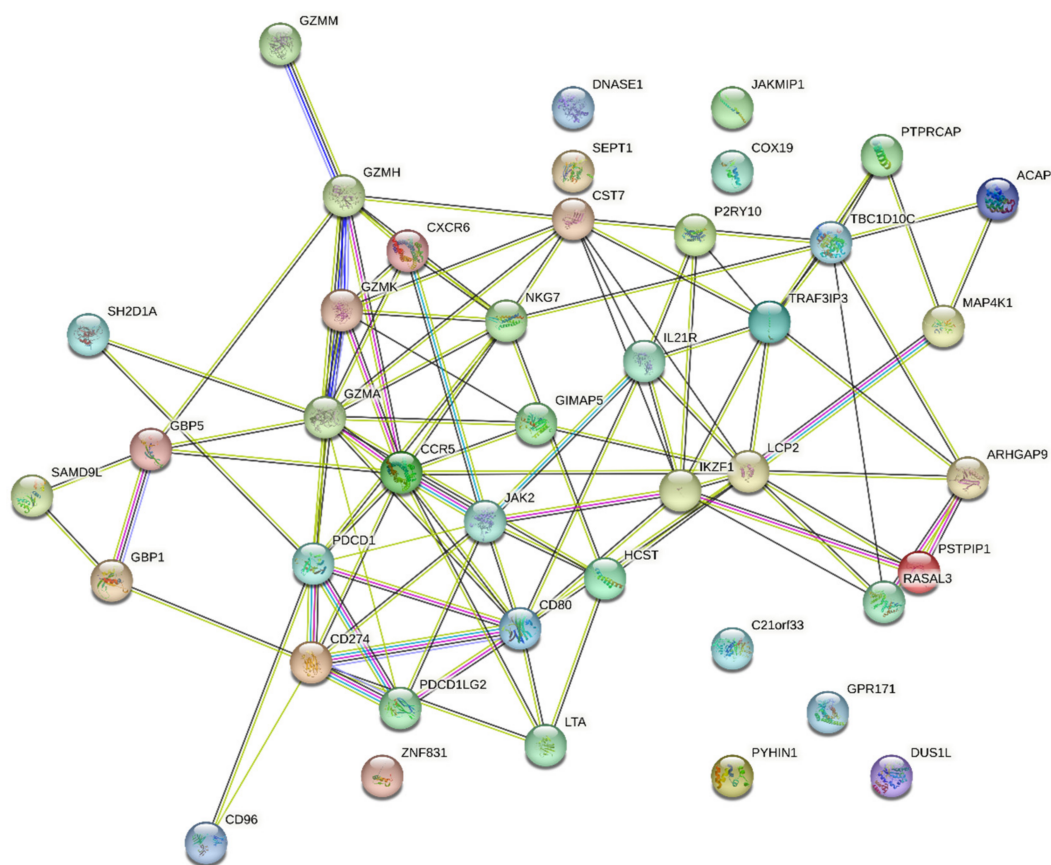 GZMM
DNASE1
JAKMIP1
PTPRCAP
SEPT1
COX19
ACAP
GZMH
CST7
P2RY10
TBC1D10C
CXCR6
GZMK
NKG7
TRAF3IP3
MAP4K1
SH2D1A
IL21R
GZMA
GIMAP5
GBP5
CCR5
LCP2
IKZF1
ARHGAP9
SAMD9L
JAK2
PDCD1
HCST
PSTPIP1
GBP1
RASAL3
CD80
CD274
C21orf33
PDCD1LG2
GPR171
LTA
ZNF831
PYHIN1
DUS1L
CD96